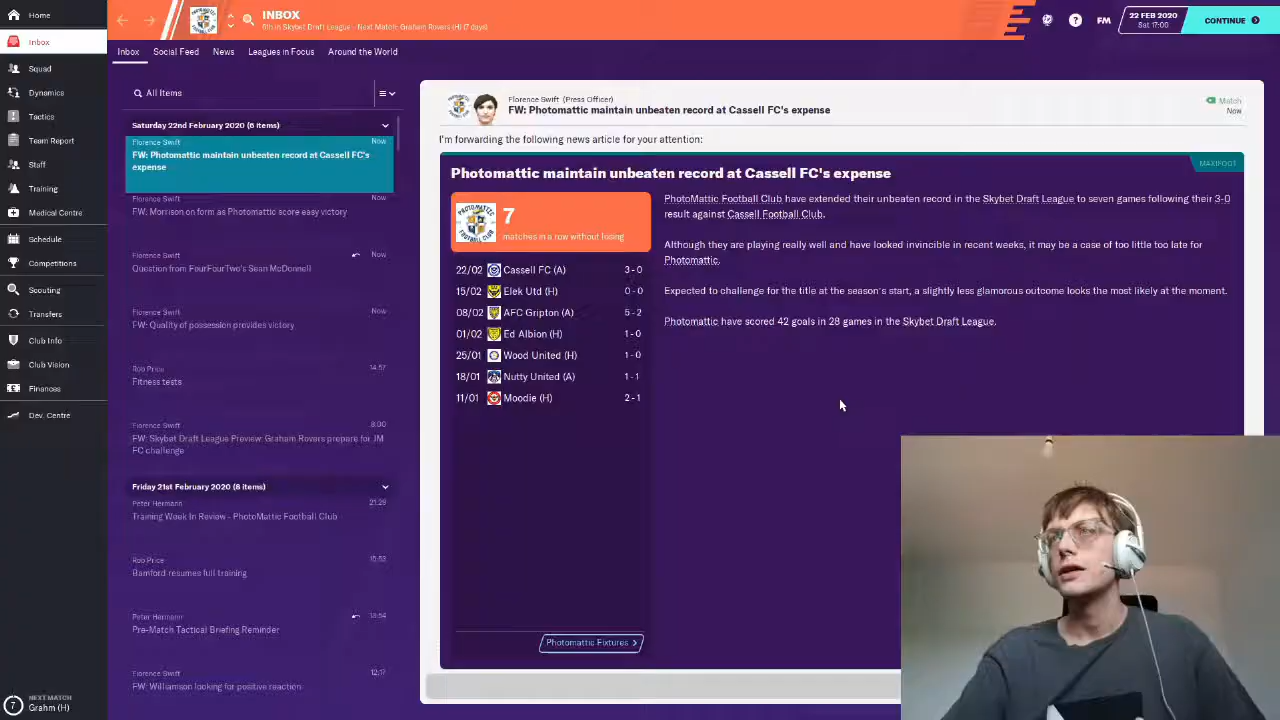 INBOX
5th in Skybet Draft League - Next Match: Graham Rovers (H) (7 days)
FM
22 FEB 2020
Sat 17:00
CONTINUE
Home
Inbox
Squad
Dynamics
Tactics
Team Report
Staff
Training
Medical Centre
Schedule
Competitions
Scouting
Transfers
Club Info
Club Vision
Finances
Dev. Centre
NEXT MATCH
Grahm (H)
Inbox
Social Feed
News
Leagues in Focus
Around the World
All Items
Saturday 22nd February 2020 (6 items)
Florence Swift
Now
FW: Photomattic maintain unbeaten record at Cassell FC's
expense
Florence Swift
Now
FW: Morrison on form as Photomattic score easy victory
Florence Swift
Now
Question from FourFourTwo's Sean McDonnell
Florence Swift
Now
FW: Quality of possession provides victory
Rob Price
14:57
Fitness tests
Florence Swift
8:00
FW: Skybet Draft League Preview: Graham Rovers prepare for JM
FC challenge
Friday 21st February 2020 (8 items)
Peter Hermann
21:29
Training Week In Review - PhotoMattic Football Club
Rob Price
15:53
Bamford resumes full training
Peter Hermann
13:54
Pre-Match Tactical Briefing Reminder
Florence Swift
12:17
FW: Williamson looking for positive reaction
Florence Swift (Press Officer)
FW: Photomattic maintain unbeaten record at Cassell FC's expense
Match
Now
I'm forwarding the following news article for your attention:
MAXIFOOT
Photomattic maintain unbeaten record at Cassell FC's expense
PHOTOMATTIC
FOOTBALL CLUB
7
matches in a row without losing
22/02 Cassell FC (A) 3 - 0
15/02 Elek Utd (H) 0 - 0
08/02 AFC Gripton (A) 5 - 2
01/02 Ed Albion (H) 1 - 0
25/01 Wood United (H) 1 - 0
18/01 Nutty United (A) 1 - 1
11/01 Moodie (H) 2 - 1
Photomattic Fixtures
PhotoMattic Football Club have extended their unbeaten record in the Skybet Draft League to seven games following their 3-0
result against Cassell Football Club.
Although they are playing really well and have looked invincible in recent weeks, it may be a case of too little too late for
Photomattic.
Expected to challenge for the title at the season's start, a slightly less glamorous outcome looks the most likely at the moment.
Photomattic have scored 42 goals in 28 games in the Skybet Draft League.